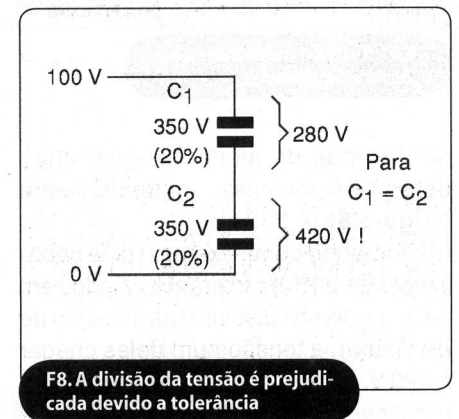 100 V
C1
350 V
(20%)
280 V
Para
C1 = C2
C2
350 V
(20%)
420 V !
0 V
F8. A divisão da tensão é prejudi-
cada devido a tolerância